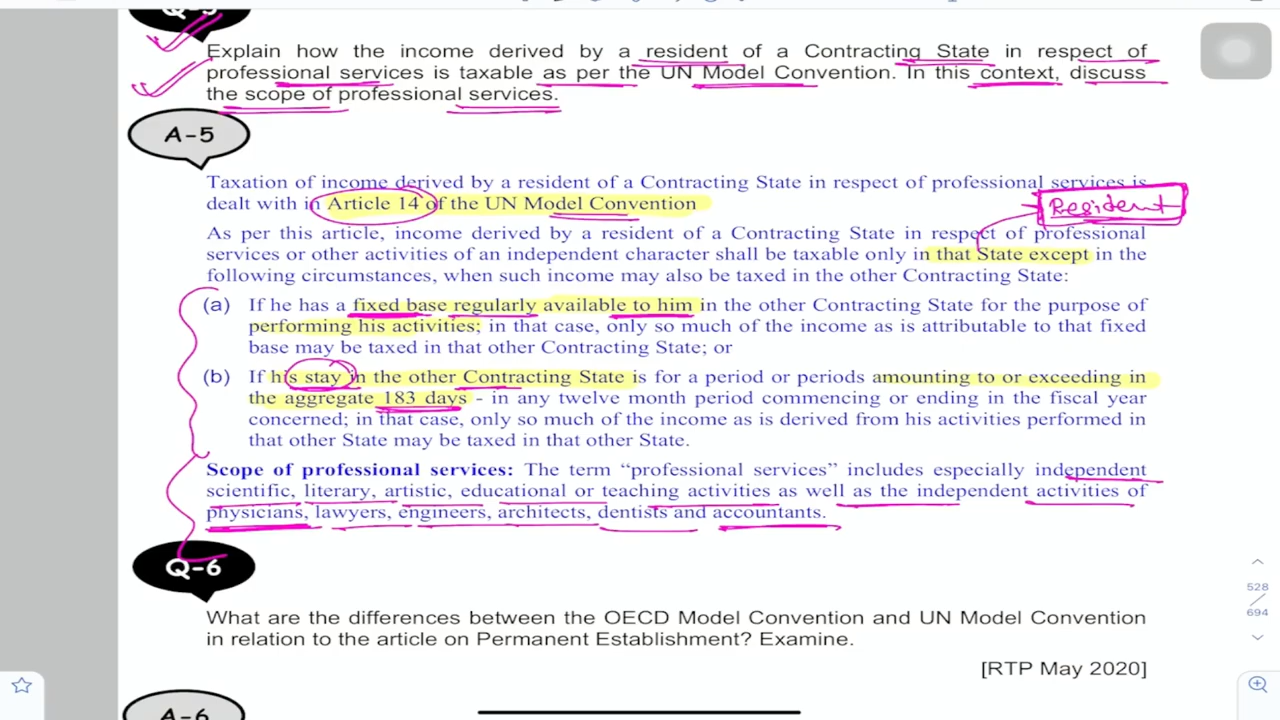 Explain how the income derived by a resident of a Contracting State in respect of
professional services is taxable as per the UN Model Convention. In this context, discuss
the scope of professional services.
A-5
Taxation of income derived by a resident of a Contracting State in respect of professional services is
dealt with in Article 14 of the UN Model Convention
Resident
As per this article, income derived by a resident of a Contracting State in respect of professional
services or other activities of an independent character shall be taxable only in that State except in the
following circumstances, when such income may also be taxed in the other Contracting State:
(a) If he has a fixed base regularly available to him in the other Contracting State for the purpose of
performing his activities; in that case, only so much of the income as is attributable to that fixed
base may be taxed in that other Contracting State; or
(b) If his stay in the other Contracting State is for a period or periods amounting to or exceeding in
the aggregate 183 days - in any twelve month period commencing or ending in the fiscal year
concerned; in that case, only so much of the income as is derived from his activities performed in
that other State may be taxed in that other State.
Scope of professional services: The term “professional services” includes especially independent
scientific, literary, artistic, educational or teaching activities as well as the independent activities of
physicians, lawyers, engineers, architects, dentists and accountants.
Q-6
528
694
What are the differences between the OECD Model Convention and UN Model Convention
in relation to the article on Permanent Establishment? Examine.
[RTP May 2020]
A-6